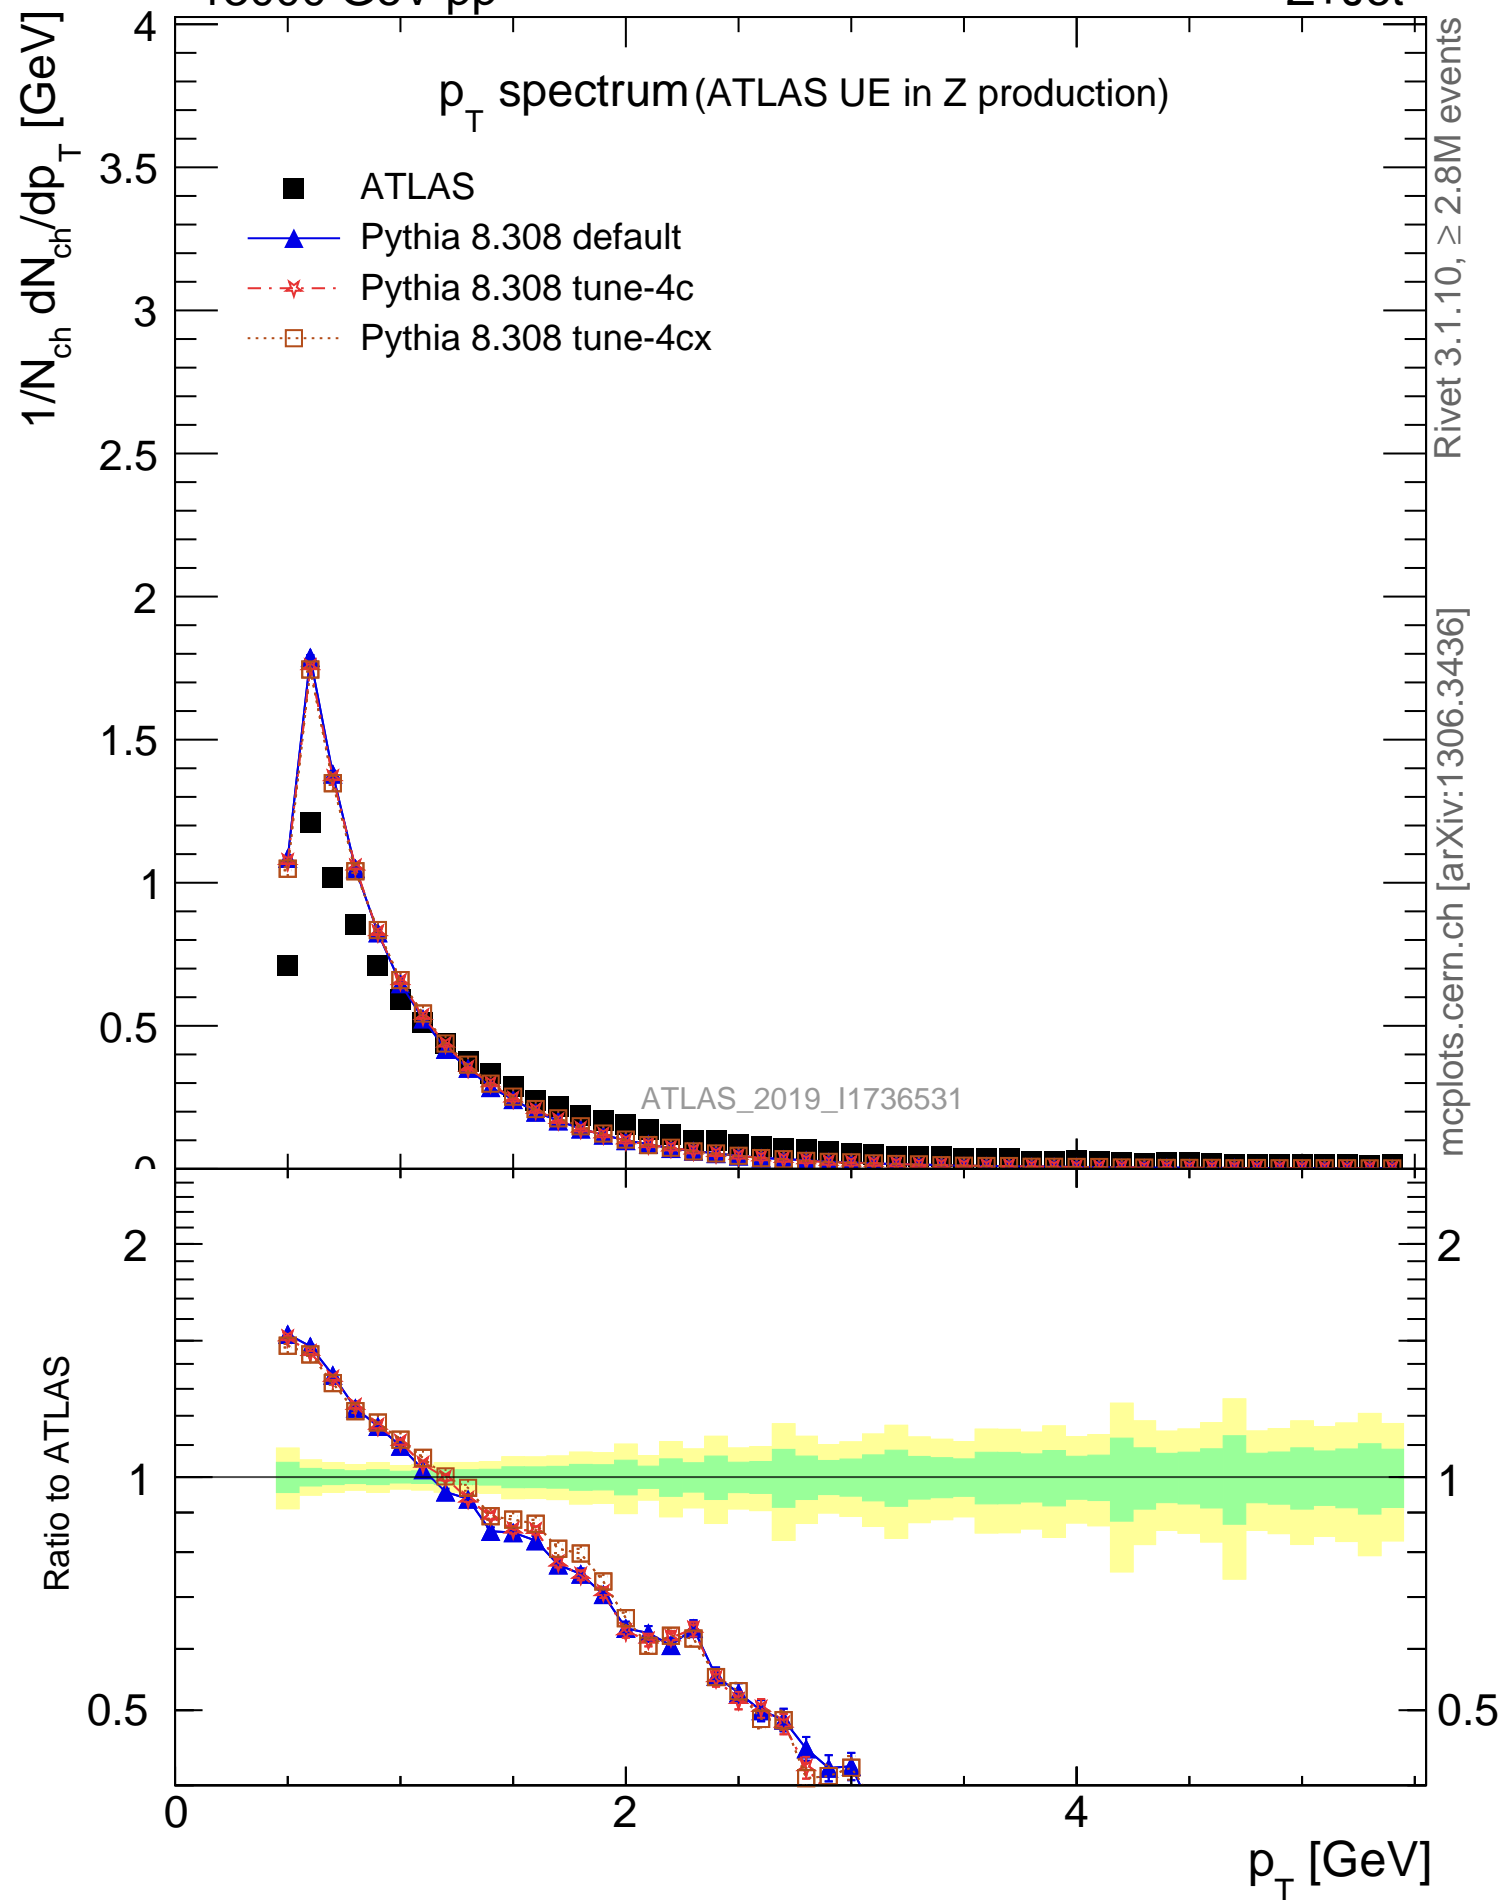 p_T spectrum (ATLAS UE in Z production)
ATLAS
Pythia 8.308 default
Pythia 8.308 tune-4c
Pythia 8.308 tune-4cx
1/N_ch dN_ch/dp_T [GeV]
4
3.5
3
2.5
2
1.5
1
0.5
ATLAS_2019_I1736531
Rivet 3.1.10, ≥ 2.8M events
mcplots.cern.ch [arXiv:1306.3436]
Ratio to ATLAS
2
1
0.5
2
1
0.5
0
2
4
p_T [GeV]